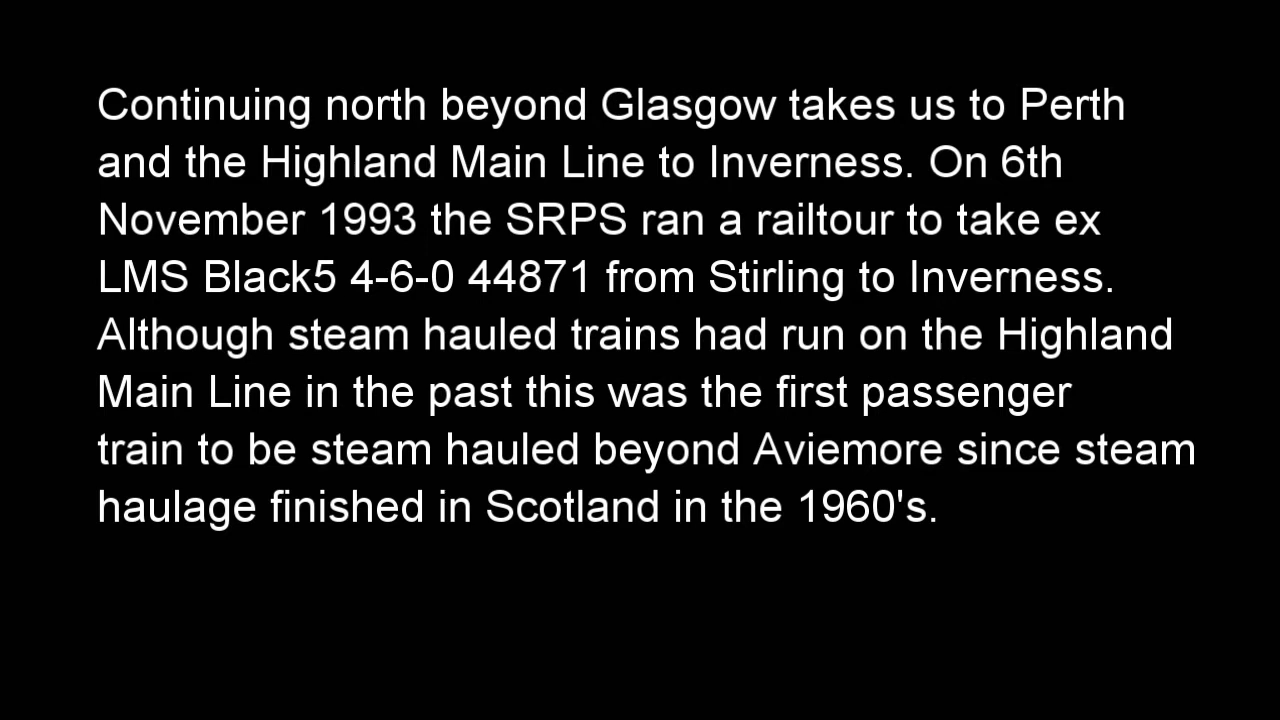 Continuing north beyond Glasgow takes us to Perth
and the Highland Main Line to Inverness. On 6th
November 1993 the SRPS ran a railtour to take ex
LMS Black5 4-6-0 44871 from Stirling to Inverness.
Although steam hauled trains had run on the Highland
Main Line in the past this was the first passenger
train to be steam hauled beyond Aviemore since steam
haulage finished in Scotland in the 1960's.